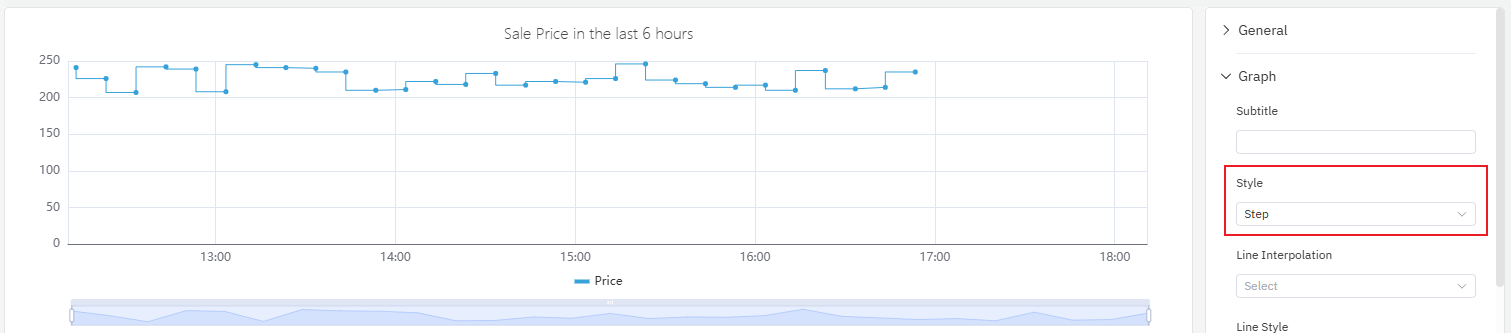 Sale Price in the last 6 hours
250
200
150
100
50
0
13:00
14:00
15:00
16:00
17:00
18:00
Price
General
Graph
Subtitle
Style
Step
Line Interpolation
Select
Line Style